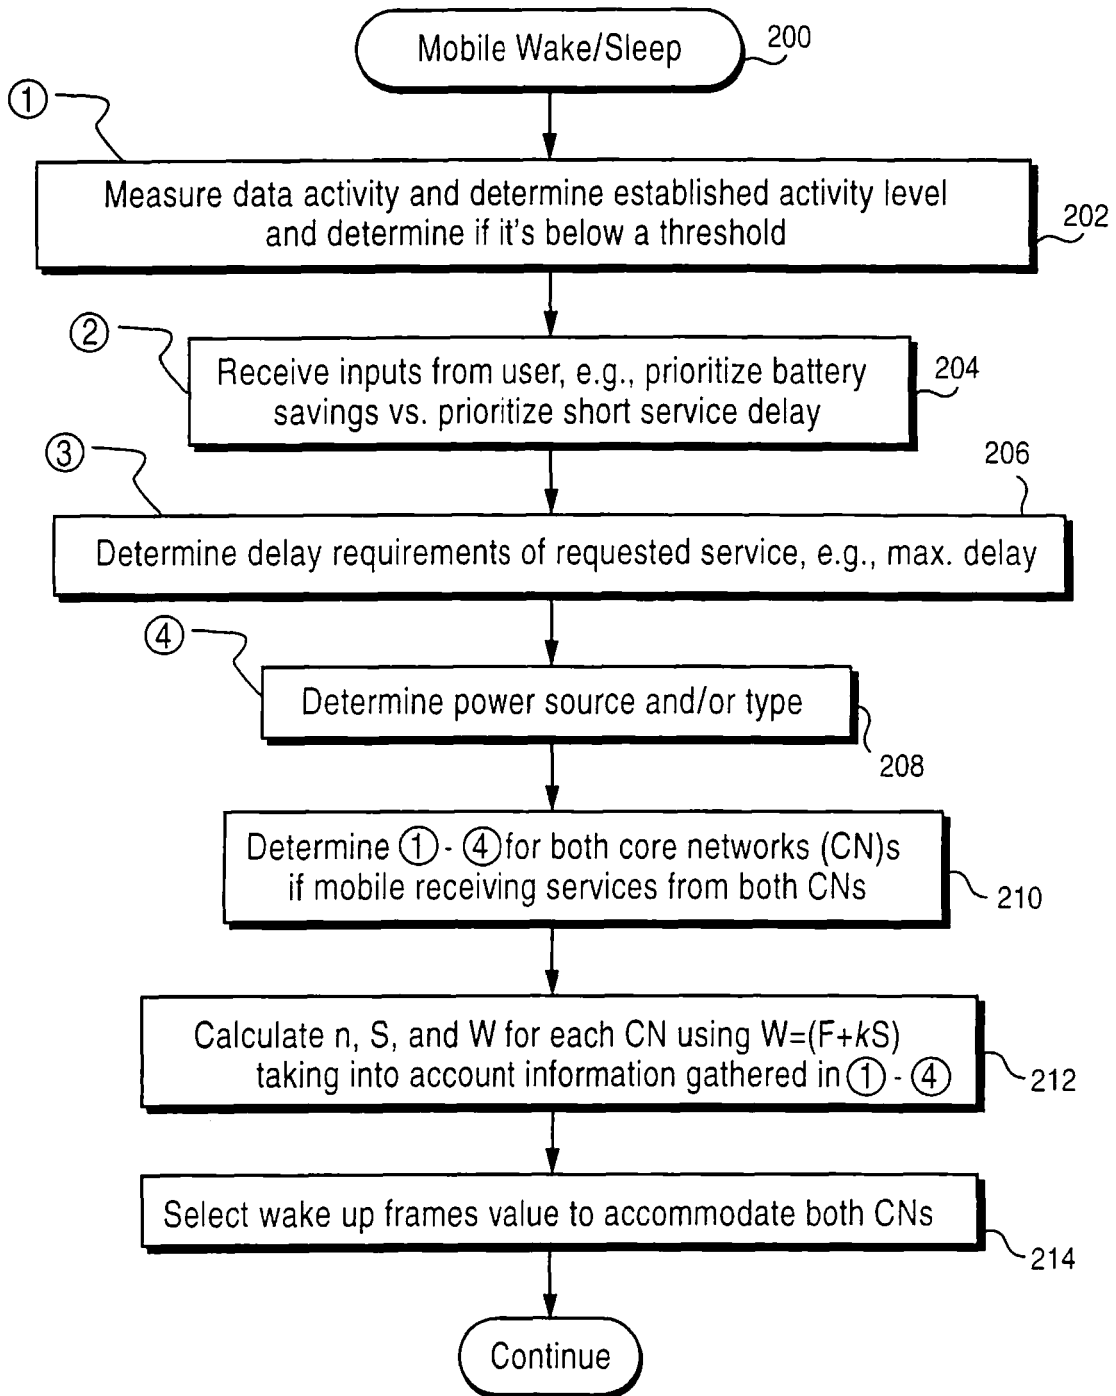 Mobile Wake/Sleep
200
①
Measure data activity and determine established activity level
and determine if it's below a threshold
202
②
Receive inputs from user, e.g., prioritize battery
savings vs. prioritize short service delay
204
③
206
Determine delay requirements of requested service, e.g., max. delay
④
Determine power source and/or type
208
Determine ① - ④ for both core networks (CN)s
if mobile receiving services from both CNs
210
Calculate n, S, and W for each CN using W=(F+kS)
taking into account information gathered in ① - ④
212
Select wake up frames value to accommodate both CNs
214
Continue